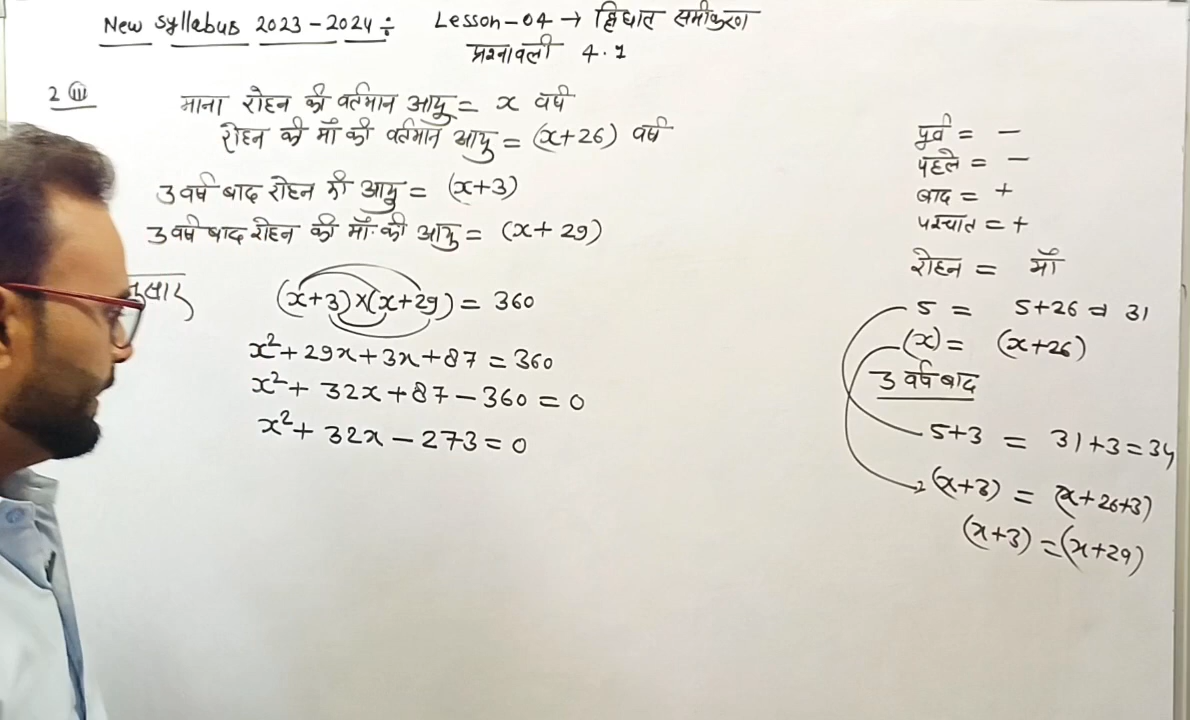 New Syllabus 2023-2024 ÷ Lesson-04 → द्विघात समीकरण
प्रश्नावली 4.1
2 (iii)
माना रोहन की वर्तमान आयु = x वर्ष
रोहन की माँ की वर्तमान आयु = (x+26) वर्ष
3 वर्ष बाद रोहन की आयु = (x+3)
3 वर्ष बाद रोहन की माँ की आयु = (x+29)
(x+3)×(x+29) = 360
x²+29x+3x+87 = 360
x²+32x+87-360 = 0
x²+32x-273 = 0
पूर्व = -
पहले = -
बाद = +
पश्चात = +
रोहन = माँ
5 = 5+26 = 31
(x) = (x+26)
3 वर्ष बाद
5+3 = 31+3 = 34
(x+3) = (x+26+3)
(x+3) = (x+29)